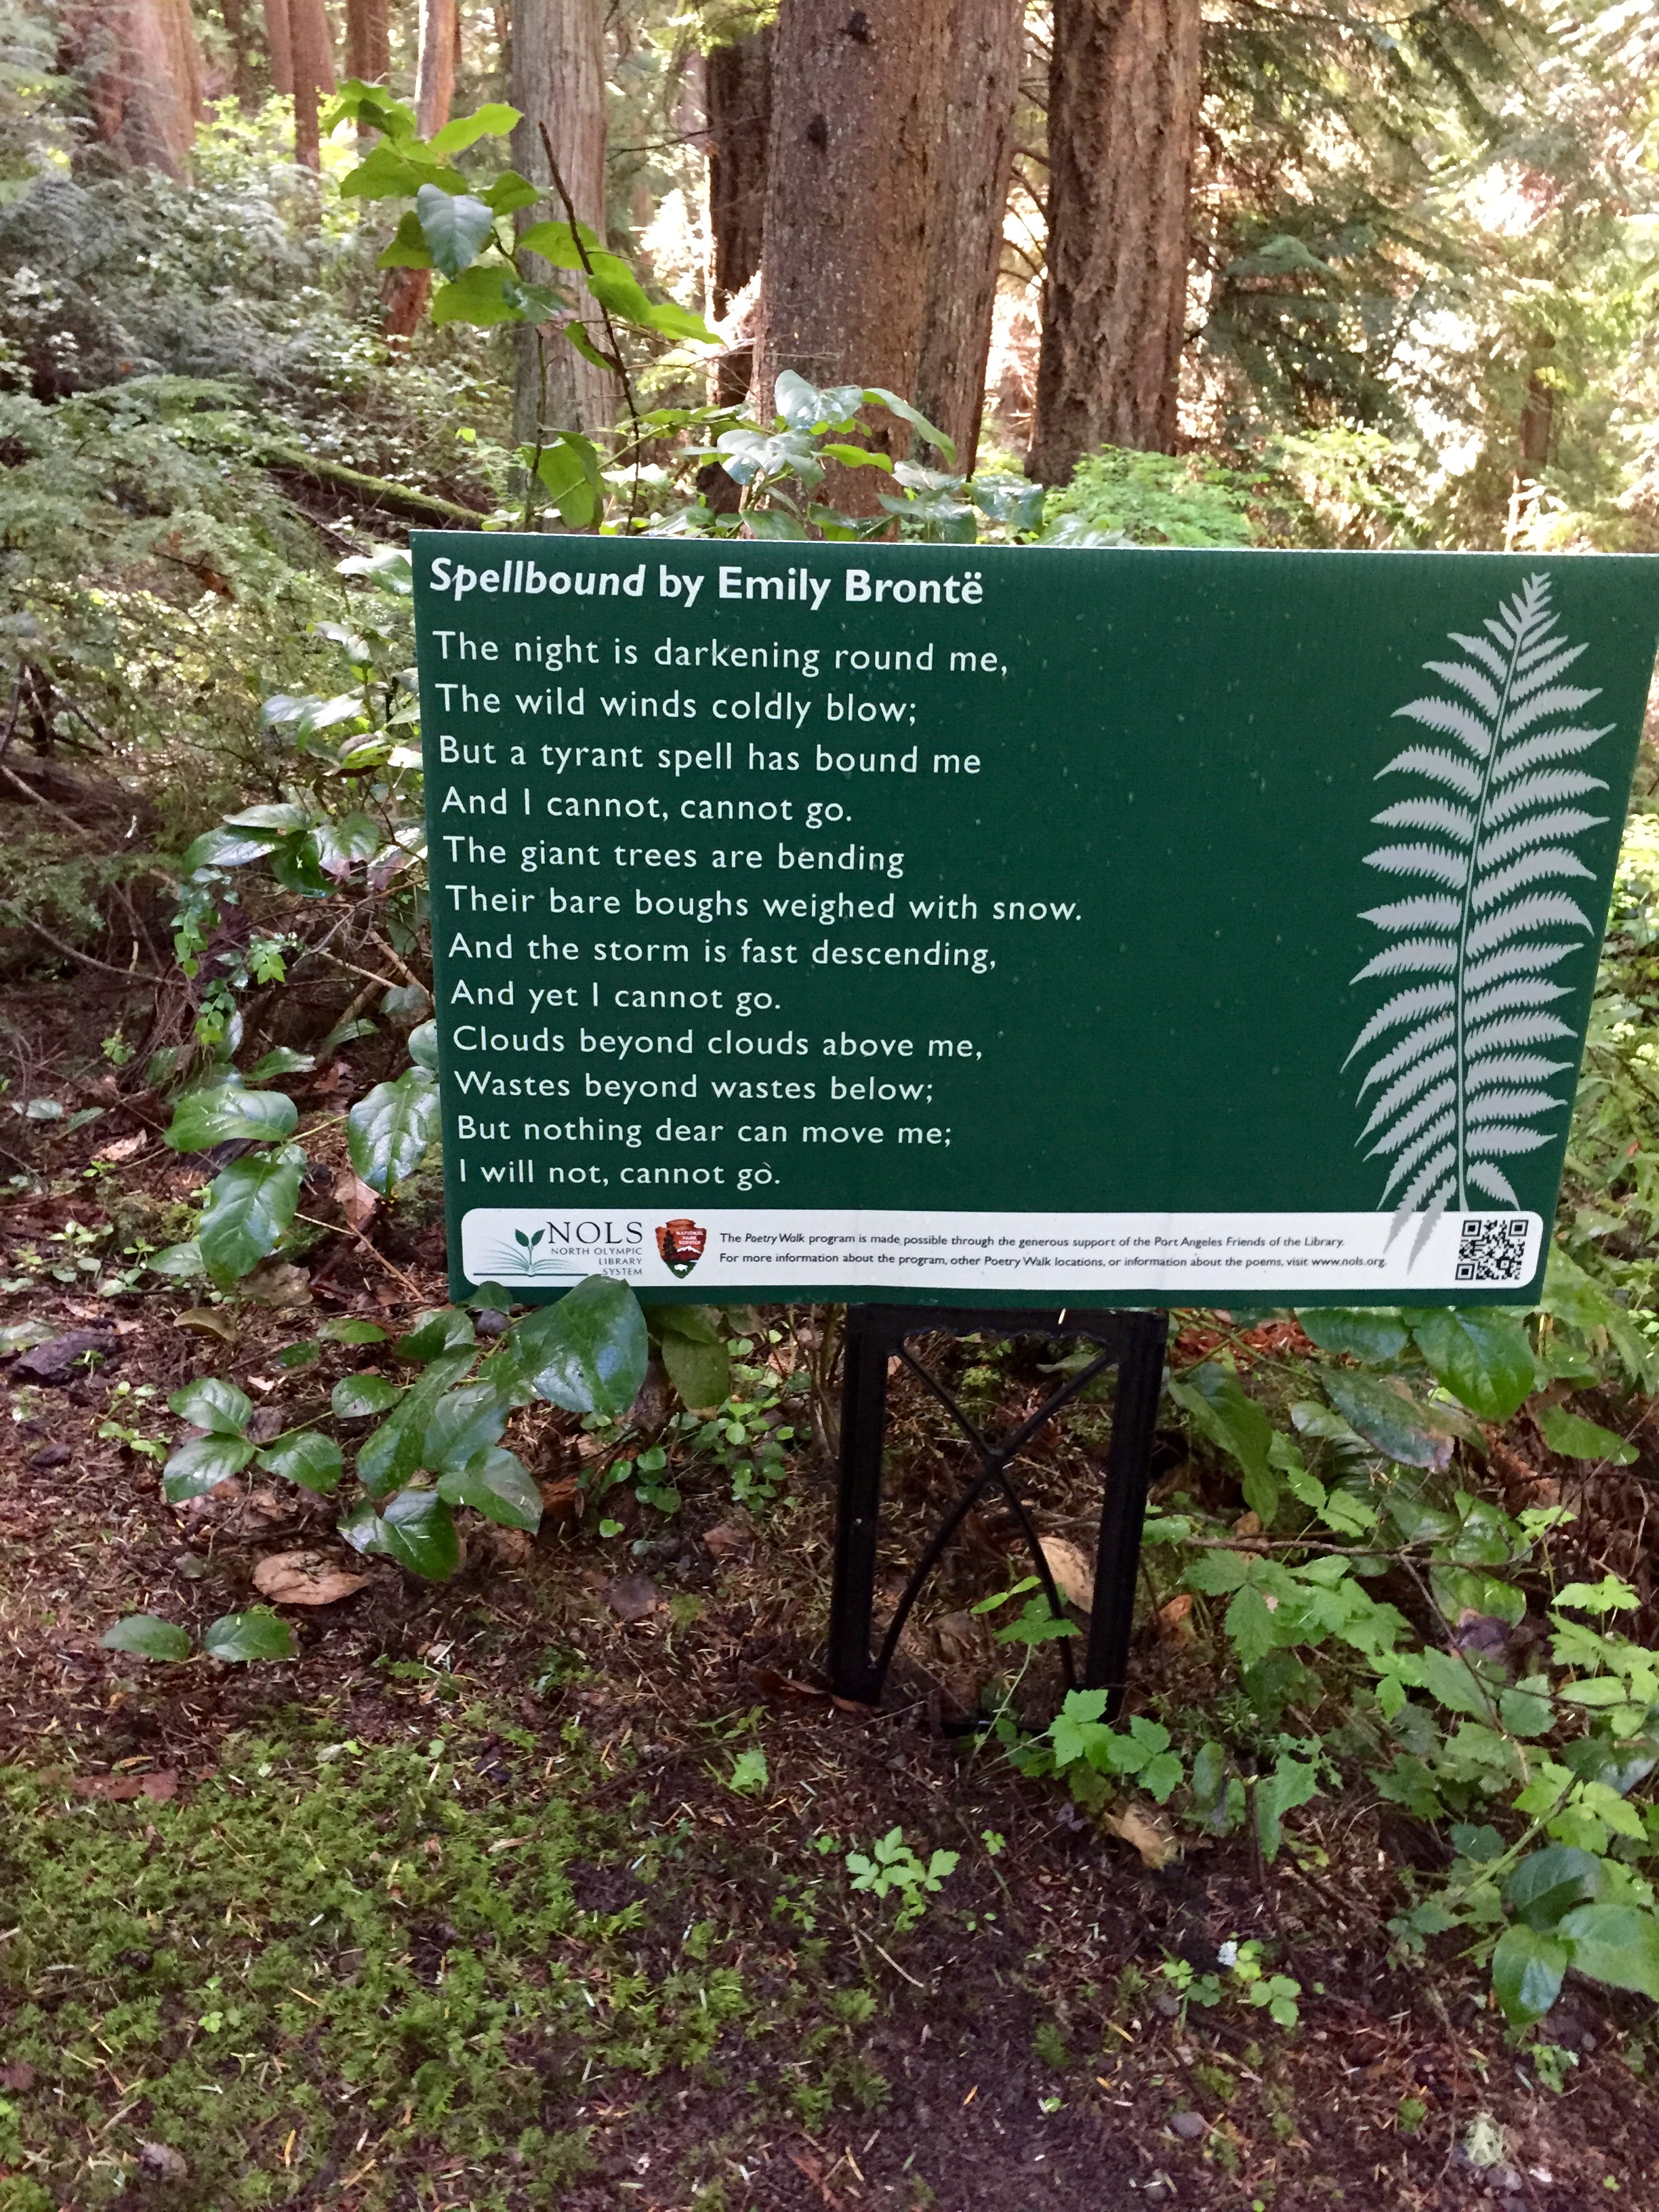 Spellbound by Emily Brontë
The night is darkening round me,
The wild winds coldly blow;
But a tyrant spell has bound me
And I cannot, cannot go.
The giant trees are bending
Their bare boughs weighed with snow.
And the storm is fast descending,
And yet I cannot go.
Clouds beyond clouds above me,
Wastes beyond wastes below;
But nothing dear can move me;
I will not, cannot go.
NOLS
NORTH OLYMPIC
LIBRARY
SYSTEM
NATIONAL
PARK
SERVICE
The Poetry Walk program is made possible through the generous support of the Port Angeles Friends of the Library.
For more information about the program, other Poetry Walk locations, or information about the poems, visit www.nols.org.